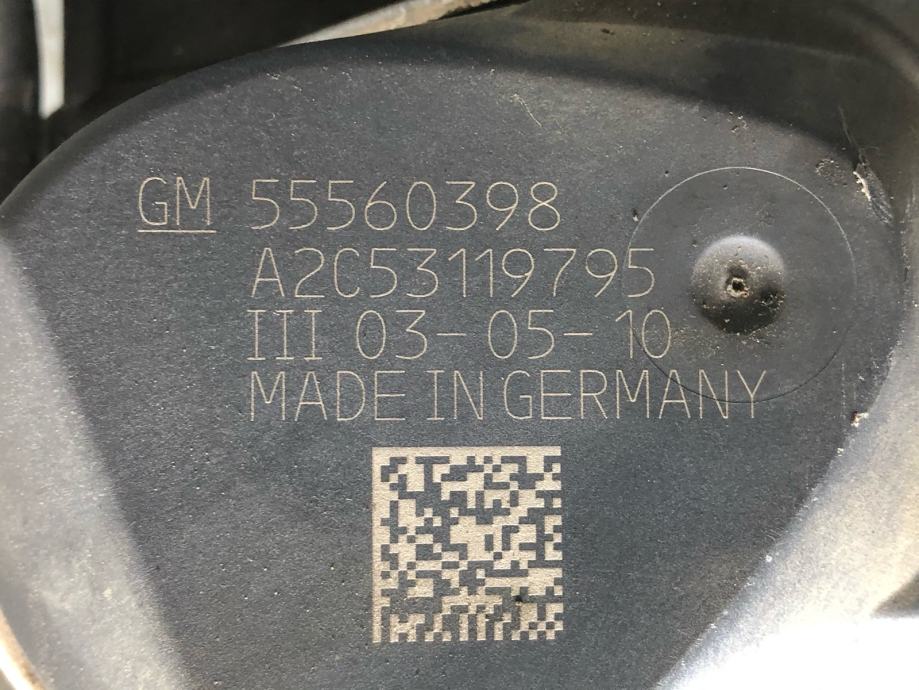 GM 55560398
A2C53119795
III 03-05-10
MADE IN GERMANY